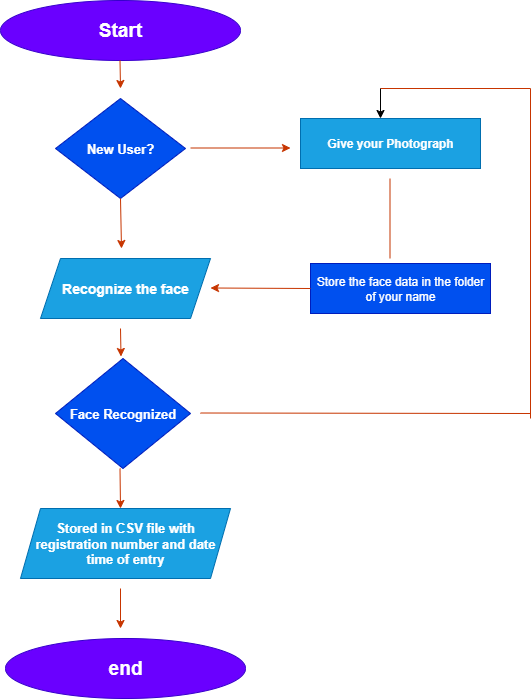 Start
New User?
Give your Photograph
Recognize the face
Store the face data in the folder
of your name
Face Recognized
Stored in CSV file with
registration number and date
time of entry
end